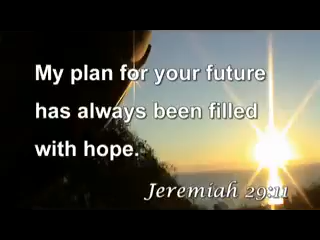 My plan for your future
has always been filled
with hope.
Jeremiah 29:11